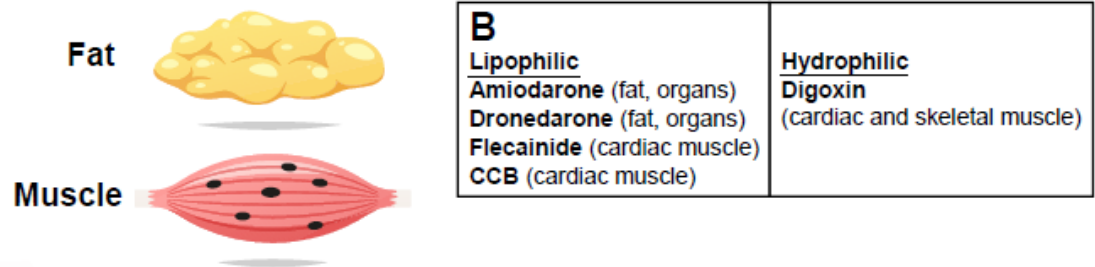 Fat
Muscle
B
Lipophilic
Amiodarone (fat, organs)
Dronedarone (fat, organs)
Flecainide (cardiac muscle)
CCB (cardiac muscle)
Hydrophilic
Digoxin
(cardiac and skeletal muscle)